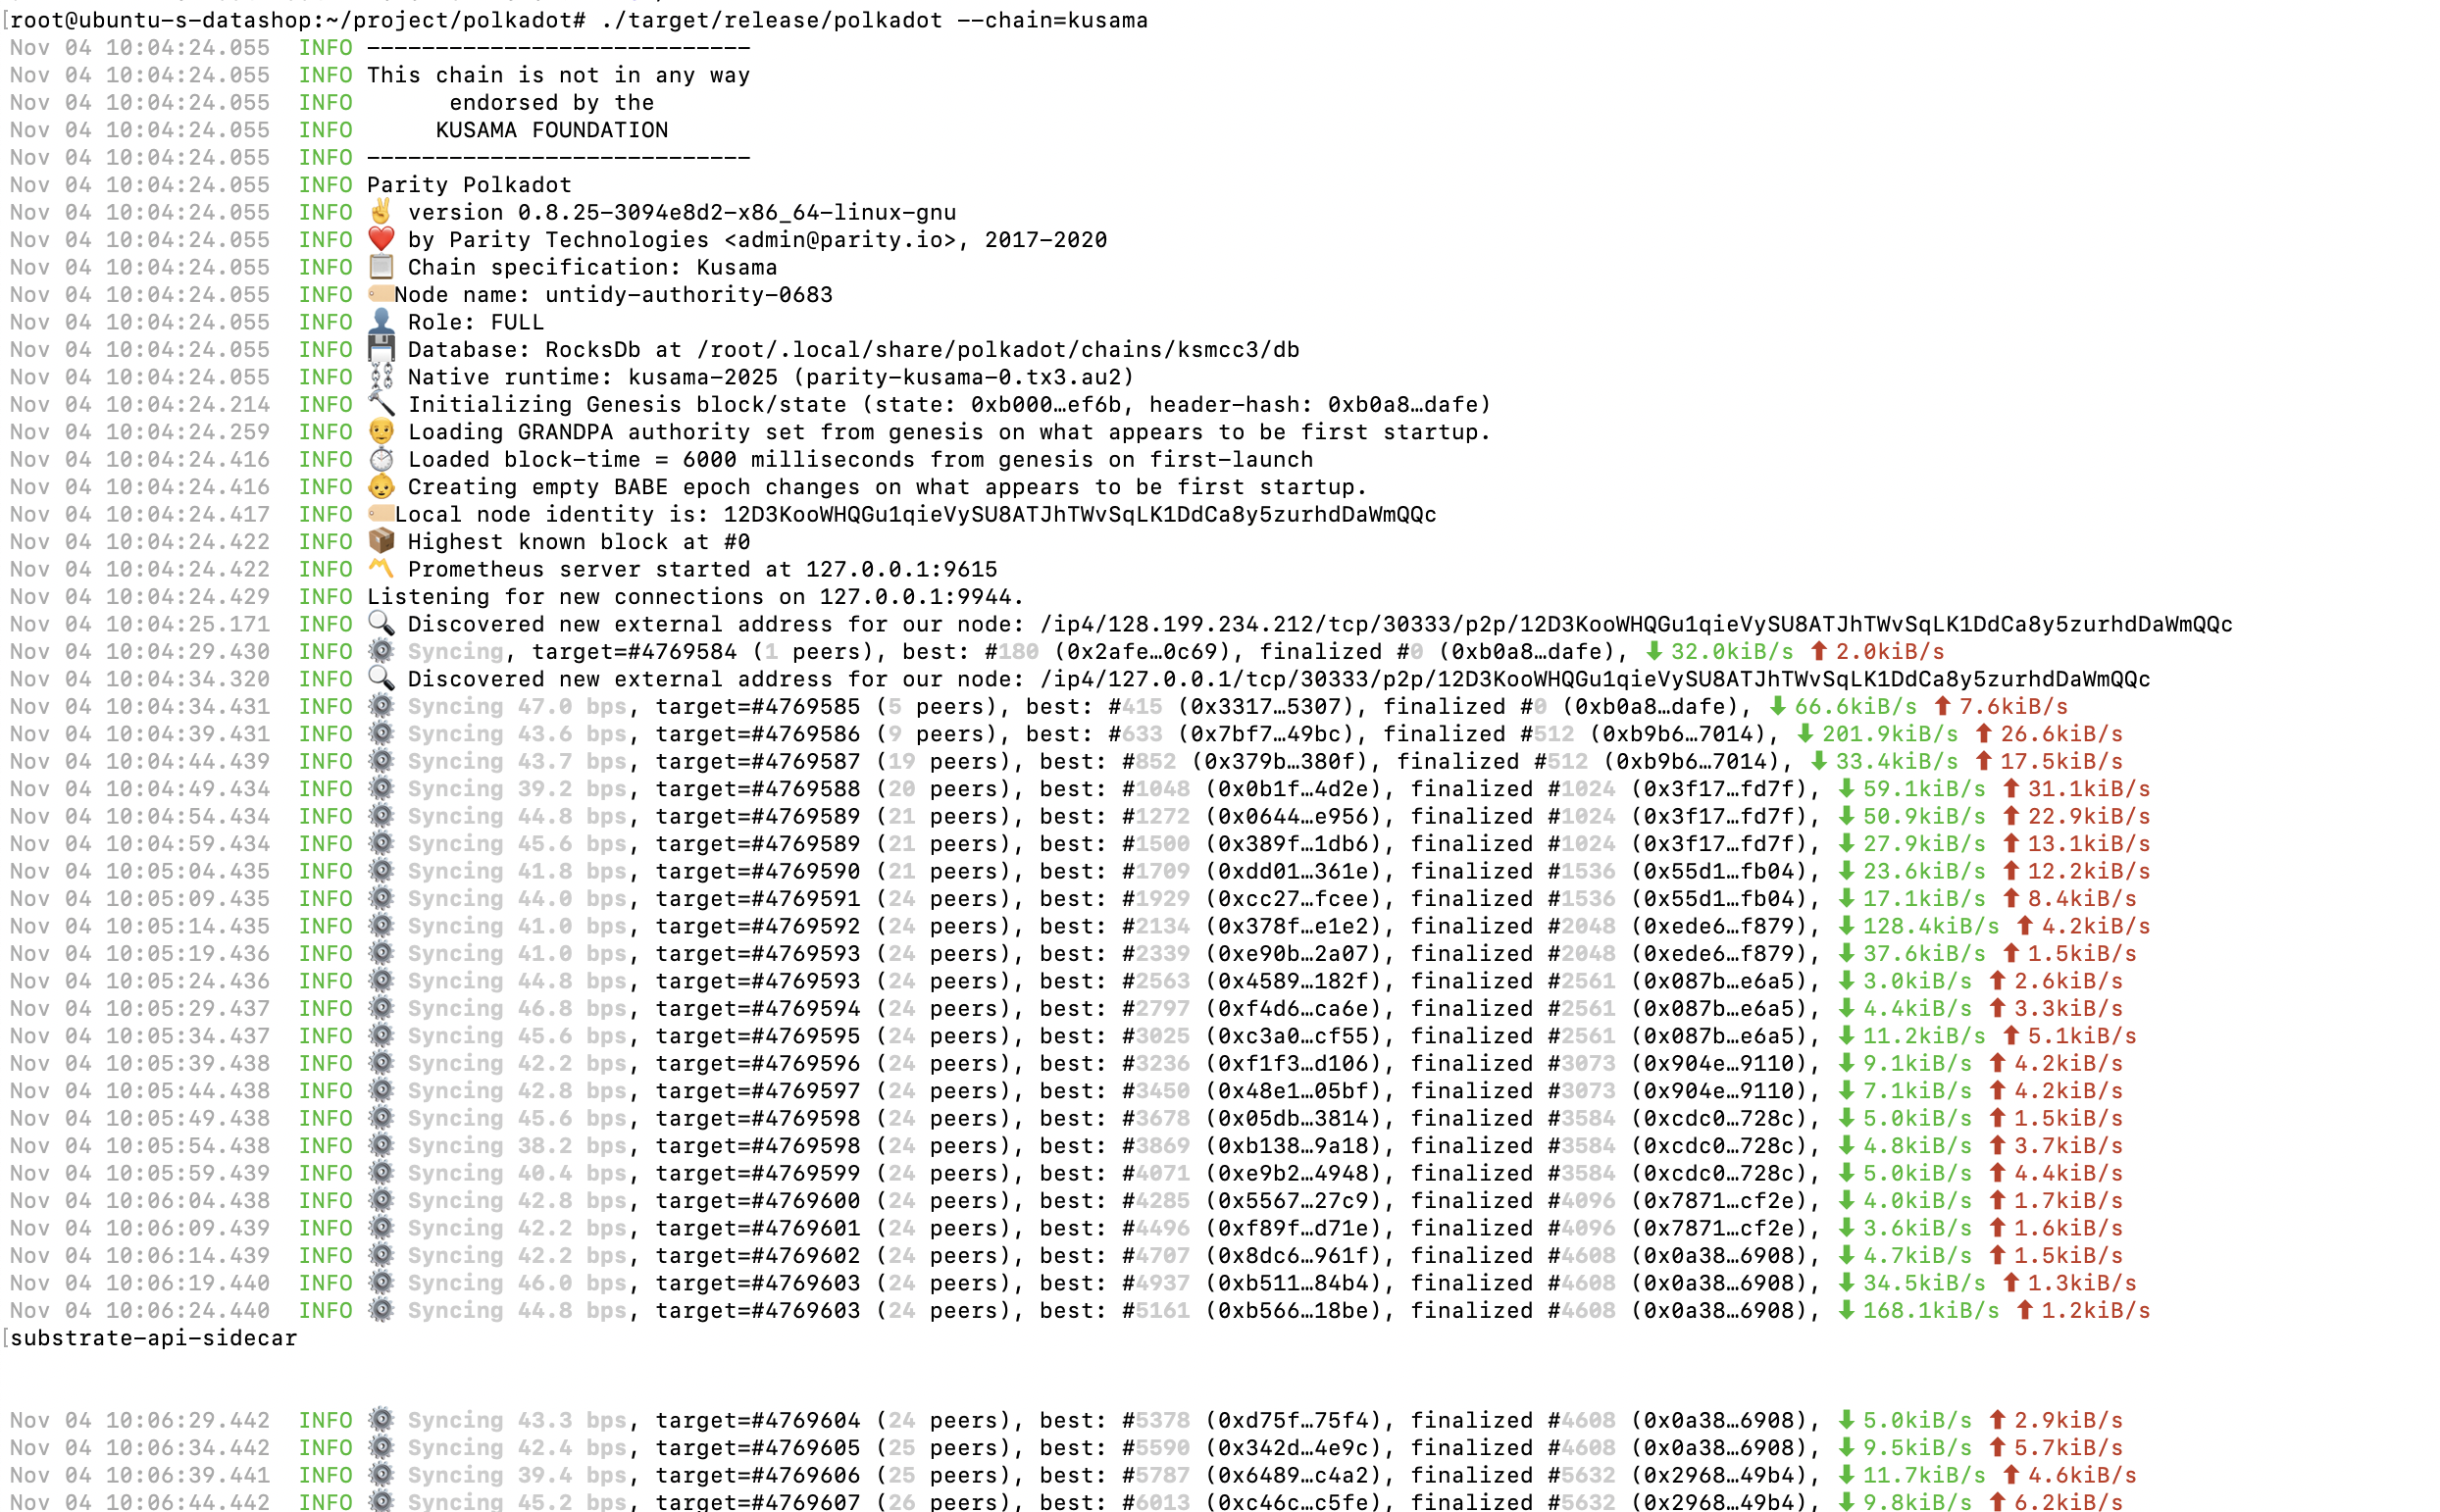 [root@ubuntu-s-datashop:~/project/polkadot# ./target/release/polkadot --chain=kusama
Nov 04 10:04:24.055  INFO ----------------------------
Nov 04 10:04:24.055  INFO This chain is not in any way
Nov 04 10:04:24.055  INFO       endorsed by the
Nov 04 10:04:24.055  INFO      KUSAMA FOUNDATION
Nov 04 10:04:24.055  INFO ----------------------------
Nov 04 10:04:24.055  INFO Parity Polkadot
Nov 04 10:04:24.055  INFO ✌️ version 0.8.25-3094e8d2-x86_64-linux-gnu
Nov 04 10:04:24.055  INFO ❤️ by Parity Technologies <admin@parity.io>, 2017-2020
Nov 04 10:04:24.055  INFO 📋 Chain specification: Kusama
Nov 04 10:04:24.055  INFO 🏷 Node name: untidy-authority-0683
Nov 04 10:04:24.055  INFO 👤 Role: FULL
Nov 04 10:04:24.055  INFO 💾 Database: RocksDb at /root/.local/share/polkadot/chains/ksmcc3/db
Nov 04 10:04:24.055  INFO ⛓ Native runtime: kusama-2025 (parity-kusama-0.tx3.au2)
Nov 04 10:04:24.214  INFO 🔨 Initializing Genesis block/state (state: 0xb000…ef6b, header-hash: 0xb0a8…dafe)
Nov 04 10:04:24.259  INFO 👴 Loading GRANDPA authority set from genesis on what appears to be first startup.
Nov 04 10:04:24.416  INFO ⏱ Loaded block-time = 6000 milliseconds from genesis on first-launch
Nov 04 10:04:24.416  INFO 👶 Creating empty BABE epoch changes on what appears to be first startup.
Nov 04 10:04:24.417  INFO 🏷 Local node identity is: 12D3KooWHQGu1qieVySU8ATJhTWvSqLK1DdCa8y5zurhdDaWmQQc
Nov 04 10:04:24.422  INFO 📦 Highest known block at #0
Nov 04 10:04:24.422  INFO 〽️ Prometheus server started at 127.0.0.1:9615
Nov 04 10:04:24.429  INFO Listening for new connections on 127.0.0.1:9944.
Nov 04 10:04:25.171  INFO 🔍 Discovered new external address for our node: /ip4/128.199.234.212/tcp/30333/p2p/12D3KooWHQGu1qieVySU8ATJhTWvSqLK1DdCa8y5zurhdDaWmQQc
Nov 04 10:04:29.430  INFO ⚙️ Syncing, target=#4769584 (1 peers), best: #180 (0x2afe…0c69), finalized #0 (0xb0a8…dafe), ⬇ 32.0kiB/s ⬆ 2.0kiB/s
Nov 04 10:04:34.320  INFO 🔍 Discovered new external address for our node: /ip4/127.0.0.1/tcp/30333/p2p/12D3KooWHQGu1qieVySU8ATJhTWvSqLK1DdCa8y5zurhdDaWmQQc
Nov 04 10:04:34.431  INFO ⚙️ Syncing 47.0 bps, target=#4769585 (5 peers), best: #415 (0x3317…5307), finalized #0 (0xb0a8…dafe), ⬇ 66.6kiB/s ⬆ 7.6kiB/s
Nov 04 10:04:39.431  INFO ⚙️ Syncing 43.6 bps, target=#4769586 (9 peers), best: #633 (0x7bf7…49bc), finalized #512 (0xb9b6…7014), ⬇ 201.9kiB/s ⬆ 26.6kiB/s
Nov 04 10:04:44.439  INFO ⚙️ Syncing 43.7 bps, target=#4769587 (19 peers), best: #852 (0x379b…380f), finalized #512 (0xb9b6…7014), ⬇ 33.4kiB/s ⬆ 17.5kiB/s
Nov 04 10:04:49.434  INFO ⚙️ Syncing 39.2 bps, target=#4769588 (20 peers), best: #1048 (0x0b1f…4d2e), finalized #1024 (0x3f17…fd7f), ⬇ 59.1kiB/s ⬆ 31.1kiB/s
Nov 04 10:04:54.434  INFO ⚙️ Syncing 44.8 bps, target=#4769589 (21 peers), best: #1272 (0x0644…e956), finalized #1024 (0x3f17…fd7f), ⬇ 50.9kiB/s ⬆ 22.9kiB/s
Nov 04 10:04:59.434  INFO ⚙️ Syncing 45.6 bps, target=#4769589 (21 peers), best: #1500 (0x389f…1db6), finalized #1024 (0x3f17…fd7f), ⬇ 27.9kiB/s ⬆ 13.1kiB/s
Nov 04 10:05:04.435  INFO ⚙️ Syncing 41.8 bps, target=#4769590 (21 peers), best: #1709 (0xdd01…361e), finalized #1536 (0x55d1…fb04), ⬇ 23.6kiB/s ⬆ 12.2kiB/s
Nov 04 10:05:09.435  INFO ⚙️ Syncing 44.0 bps, target=#4769591 (24 peers), best: #1929 (0xcc27…fcee), finalized #1536 (0x55d1…fb04), ⬇ 17.1kiB/s ⬆ 8.4kiB/s
Nov 04 10:05:14.435  INFO ⚙️ Syncing 41.0 bps, target=#4769592 (24 peers), best: #2134 (0x378f…e1e2), finalized #2048 (0xede6…f879), ⬇ 128.4kiB/s ⬆ 4.2kiB/s
Nov 04 10:05:19.436  INFO ⚙️ Syncing 41.0 bps, target=#4769593 (24 peers), best: #2339 (0xe90b…2a07), finalized #2048 (0xede6…f879), ⬇ 37.6kiB/s ⬆ 1.5kiB/s
Nov 04 10:05:24.436  INFO ⚙️ Syncing 44.8 bps, target=#4769593 (24 peers), best: #2563 (0x4589…182f), finalized #2561 (0x087b…e6a5), ⬇ 3.0kiB/s ⬆ 2.6kiB/s
Nov 04 10:05:29.437  INFO ⚙️ Syncing 46.8 bps, target=#4769594 (24 peers), best: #2797 (0xf4d6…ca6e), finalized #2561 (0x087b…e6a5), ⬇ 4.4kiB/s ⬆ 3.3kiB/s
Nov 04 10:05:34.437  INFO ⚙️ Syncing 45.6 bps, target=#4769595 (24 peers), best: #3025 (0xc3a0…cf55), finalized #2561 (0x087b…e6a5), ⬇ 11.2kiB/s ⬆ 5.1kiB/s
Nov 04 10:05:39.438  INFO ⚙️ Syncing 42.2 bps, target=#4769596 (24 peers), best: #3236 (0xf1f3…d106), finalized #3073 (0x904e…9110), ⬇ 9.1kiB/s ⬆ 4.2kiB/s
Nov 04 10:05:44.438  INFO ⚙️ Syncing 42.8 bps, target=#4769597 (24 peers), best: #3450 (0x48e1…05bf), finalized #3073 (0x904e…9110), ⬇ 7.1kiB/s ⬆ 4.2kiB/s
Nov 04 10:05:49.438  INFO ⚙️ Syncing 45.6 bps, target=#4769598 (24 peers), best: #3678 (0x05db…3814), finalized #3584 (0xcdc0…728c), ⬇ 5.0kiB/s ⬆ 1.5kiB/s
Nov 04 10:05:54.438  INFO ⚙️ Syncing 38.2 bps, target=#4769598 (24 peers), best: #3869 (0xb138…9a18), finalized #3584 (0xcdc0…728c), ⬇ 4.8kiB/s ⬆ 3.7kiB/s
Nov 04 10:05:59.439  INFO ⚙️ Syncing 40.4 bps, target=#4769599 (24 peers), best: #4071 (0xe9b2…4948), finalized #3584 (0xcdc0…728c), ⬇ 5.0kiB/s ⬆ 4.4kiB/s
Nov 04 10:06:04.438  INFO ⚙️ Syncing 42.8 bps, target=#4769600 (24 peers), best: #4285 (0x5567…27c9), finalized #4096 (0x7871…cf2e), ⬇ 4.0kiB/s ⬆ 1.7kiB/s
Nov 04 10:06:09.439  INFO ⚙️ Syncing 42.2 bps, target=#4769601 (24 peers), best: #4496 (0xf89f…d71e), finalized #4096 (0x7871…cf2e), ⬇ 3.6kiB/s ⬆ 1.6kiB/s
Nov 04 10:06:14.439  INFO ⚙️ Syncing 42.2 bps, target=#4769602 (24 peers), best: #4707 (0x8dc6…961f), finalized #4608 (0x0a38…6908), ⬇ 4.7kiB/s ⬆ 1.5kiB/s
Nov 04 10:06:19.440  INFO ⚙️ Syncing 46.0 bps, target=#4769603 (24 peers), best: #4937 (0xb511…84b4), finalized #4608 (0x0a38…6908), ⬇ 34.5kiB/s ⬆ 1.3kiB/s
Nov 04 10:06:24.440  INFO ⚙️ Syncing 44.8 bps, target=#4769603 (24 peers), best: #5161 (0xb566…18be), finalized #4608 (0x0a38…6908), ⬇ 168.1kiB/s ⬆ 1.2kiB/s
[substrate-api-sidecar
Nov 04 10:06:29.442  INFO ⚙️ Syncing 43.3 bps, target=#4769604 (24 peers), best: #5378 (0xd75f…75f4), finalized #4608 (0x0a38…6908), ⬇ 5.0kiB/s ⬆ 2.9kiB/s
Nov 04 10:06:34.442  INFO ⚙️ Syncing 42.4 bps, target=#4769605 (25 peers), best: #5590 (0x342d…4e9c), finalized #4608 (0x0a38…6908), ⬇ 9.5kiB/s ⬆ 5.7kiB/s
Nov 04 10:06:39.441  INFO ⚙️ Syncing 39.4 bps, target=#4769606 (25 peers), best: #5787 (0x6489…c4a2), finalized #5632 (0x2968…49b4), ⬇ 11.7kiB/s ⬆ 4.6kiB/s
Nov 04 10:06:44.442  INFO ⚙️ Syncing 45.2 bps, target=#4769607 (26 peers), best: #6013 (0xc46c…c5fe), finalized #5632 (0x2968…49b4), ⬇ 9.8kiB/s ⬆ 6.2kiB/s